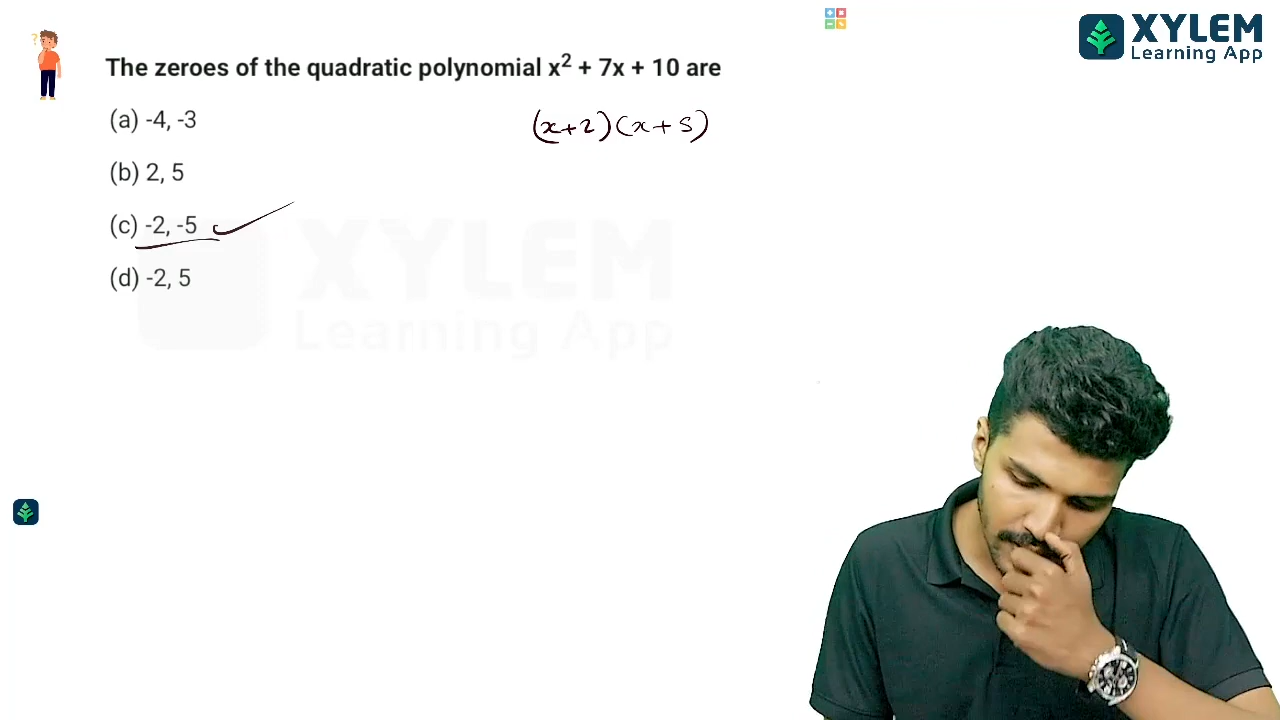 XYLEM
Learning App
The zeroes of the quadratic polynomial x² + 7x + 10 are
(x+2)(x+5)
(a) -4, -3
(b) 2, 5
(c) -2, -5
(d) -2, 5
XYLEM
Learning App